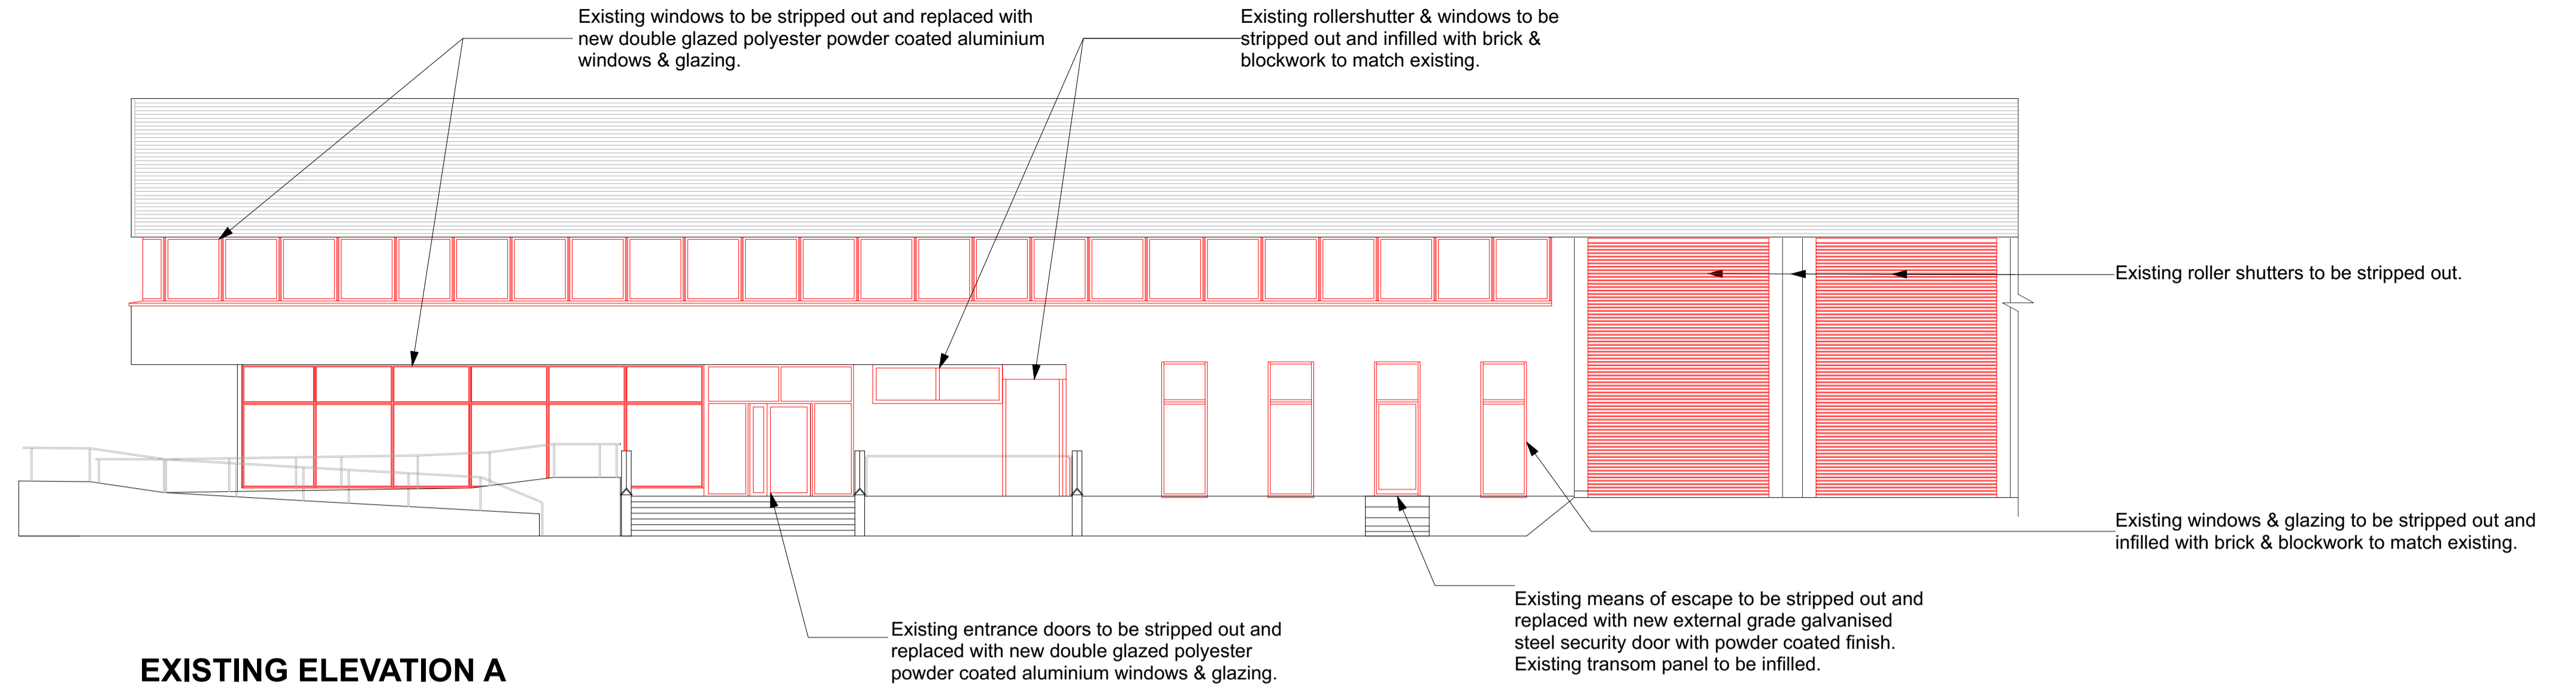 Existing windows to be stripped out and replaced with
new double glazed polyester powder coated aluminium
windows & glazing.
Existing rollershutter & windows to be
stripped out and infilled with brick &
blockwork to match existing.
Existing roller shutters to be stripped out.
Existing windows & glazing to be stripped out and
infilled with brick & blockwork to match existing.
Existing means of escape to be stripped out and
replaced with new external grade galvanised
steel security door with powder coated finish.
Existing transom panel to be infilled.
Existing entrance doors to be stripped out and
replaced with new double glazed polyester
powder coated aluminium windows & glazing.
EXISTING ELEVATION A